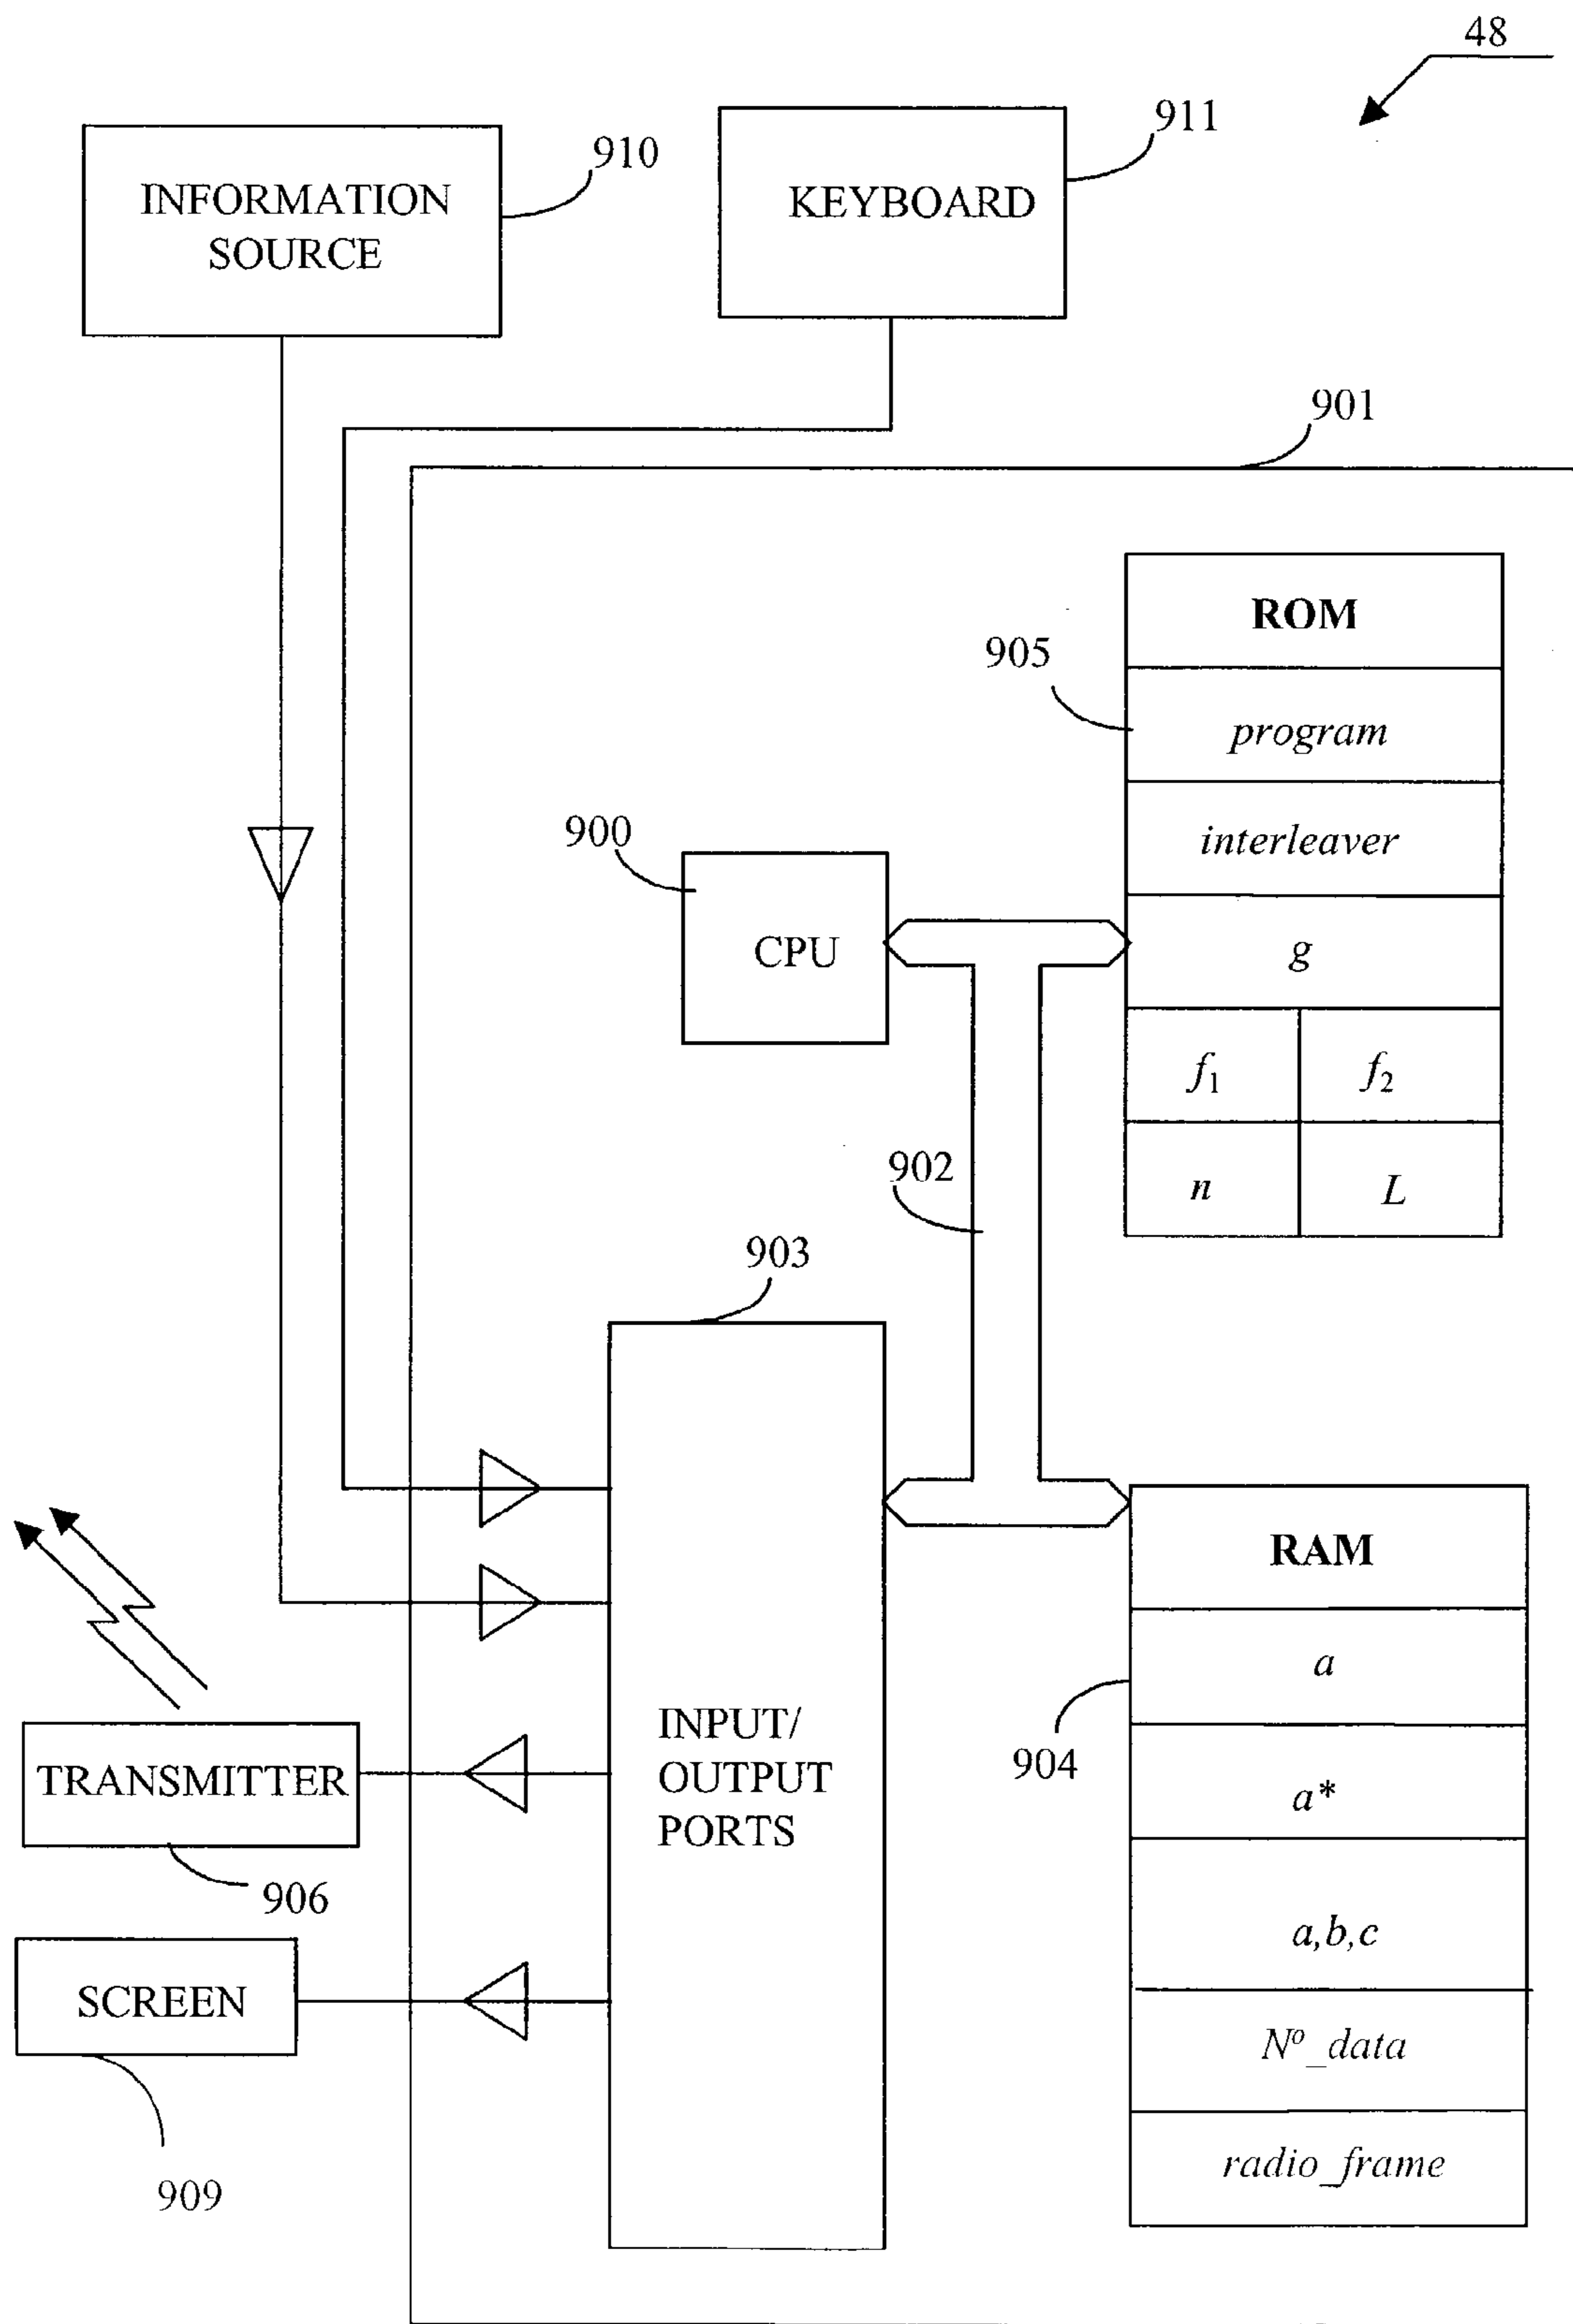 48
911
910
INFORMATION
SOURCE
KEYBOARD
901
ROM
905
program
900
interleaver
CPU
g
f1
f2
902
n
L
903
RAM
a
INPUT/
OUTPUT
PORTS
904
TRANSMITTER
a*
906
a,b,c
SCREEN
Nº_data
909
radio_frame